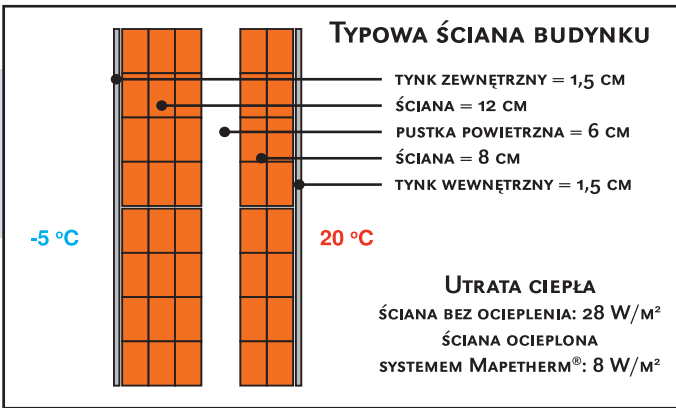 Typowa ściana budynku
tynk zewnętrzny = 1,5 cm
ściana = 12 cm
pustka powietrzna = 6 cm
ściana = 8 cm
tynk wewnętrzny = 1,5 cm
-5 °C
20 °C
Utrata ciepła
ściana bez ocieplenia: 28 W/m²
ściana ocieplona
systemem Mapetherm®: 8 W/m²